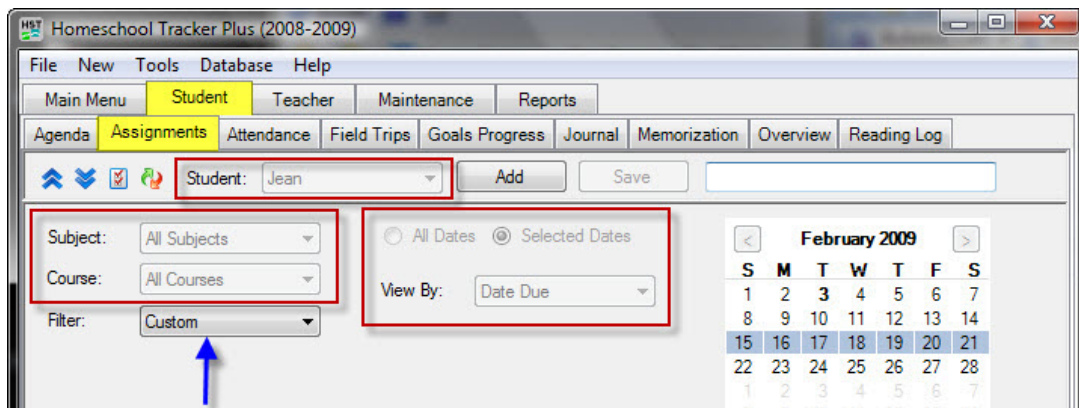 HST Homeschool Tracker Plus (2008-2009)
File New Tools Database Help
Main Menu Student Teacher Maintenance Reports
Agenda Assignments Attendance Field Trips Goals Progress Journal Memorization Overview Reading Log
Student: Jean Add Save
Subject: All Subjects
Course: All Courses
Filter: Custom
All Dates Selected Dates
View By: Date Due
< February 2009 >
S M T W T F S
1 2 3 4 5 6 7
8 9 10 11 12 13 14
15 16 17 18 19 20 21
22 23 24 25 26 27 28
1 2 3 4 5 6 7